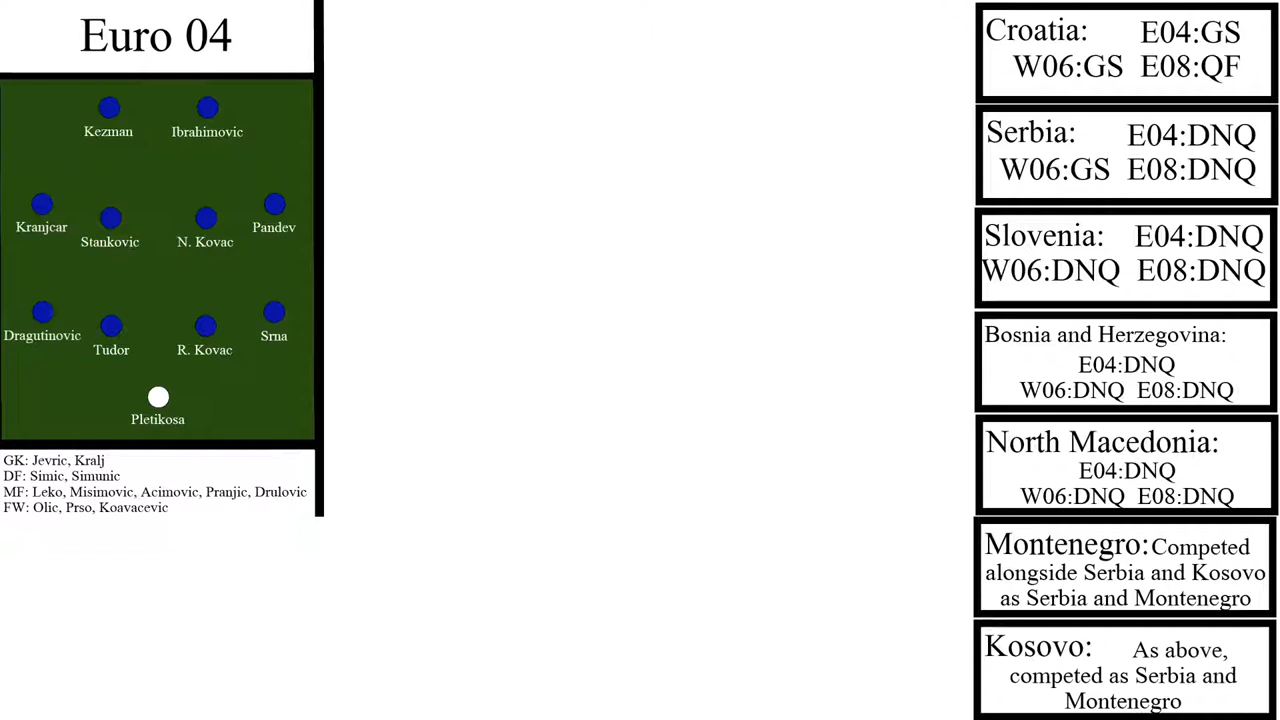 Euro 04
Kezman
Ibrahimovic
Kranjcar
Stankovic
N. Kovac
Pandev
Dragutinovic
Tudor
R. Kovac
Srna
Pletikosa
GK: Jevric, Kralj
DF: Simic, Simunic
MF: Leko, Misimovic, Acimovic, Pranjic, Drulovic
FW: Olic, Prso, Koavacevic
Croatia: E04:GS
W06:GS E08:QF
Serbia: E04:DNQ
W06:GS E08:DNQ
Slovenia: E04:DNQ
W06:DNQ E08:DNQ
Bosnia and Herzegovina:
E04:DNQ
W06:DNQ E08:DNQ
North Macedonia:
E04:DNQ
W06:DNQ E08:DNQ
Montenegro: Competed
alongside Serbia and Kosovo
as Serbia and Montenegro
Kosovo: As above,
competed as Serbia and
Montenegro